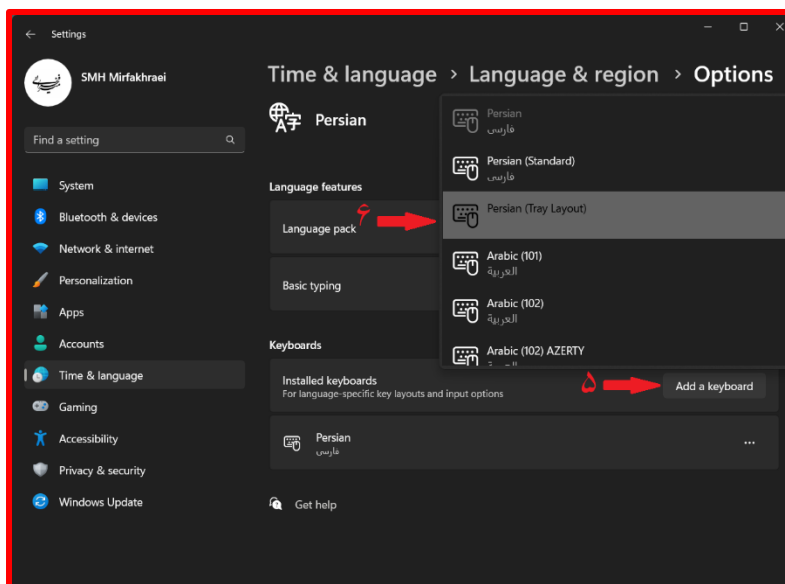 Settings
SMH Mirfakhraei
Find a setting
System
Bluetooth & devices
Network & internet
Personalization
Apps
Accounts
Time & language
Gaming
Accessibility
Privacy & security
Windows Update
Time & language > Language & region > Options
Persian
Language features
Language pack
۶
Basic typing
Persian
فارسی
Persian (Standard)
فارسی
Persian (Tray Layout)
Arabic (101)
العربية
Arabic (102)
العربية
Arabic (102) AZERTY
Keyboards
Installed keyboards
For language-specific key layouts and input options
۵
Add a keyboard
Persian
فارسی
Get help